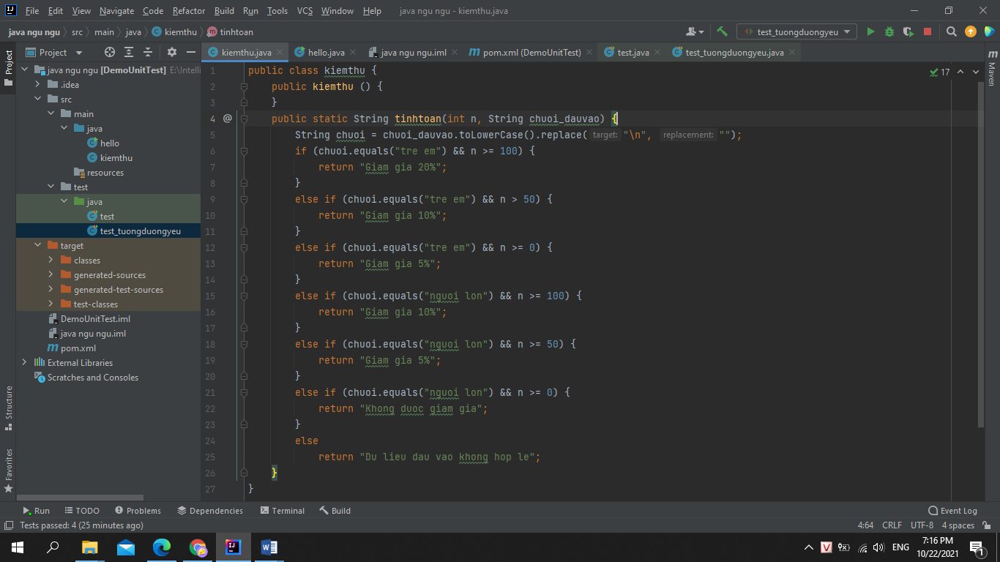 File Edit View Navigate Code Refactor Build Run Tools VCS Window Help java ngu ngu - kiemthu.java
java ngu ngu src main java kiemthu tinhtoan test_tuongduongyeu
Project kiemthu.java hello.java java ngu ngu.iml pom.xml (DemoUnitTest) test.java test_tuongduongyeu.java
Project
Maven
Structure
Favorites
java ngu ngu [DemoUnitTest] E:\Intelli
.idea
src
main
java
hello
kiemthu
resources
test
java
test
test_tuongduongyeu
target
classes
generated-sources
generated-test-sources
test-classes
DemoUnitTest.iml
java ngu ngu.iml
pom.xml
External Libraries
Scratches and Consoles
17
1 public class kiemthu {
2 public kiemthu () {
3 }
4 @ public static String tinhtoan(int n, String chuoi_dauvao) {
5 String chuoi = chuoi_dauvao.toLowerCase().replace( target: "\n", replacement: "");
6 if (chuoi.equals("tre em") && n >= 100) {
7 return "Giam gia 20%";
8 }
9 else if (chuoi.equals("tre em") && n > 50) {
10 return "Giam gia 10%";
11 }
12 else if (chuoi.equals("tre em") && n >= 0) {
13 return "Giam gia 5%";
14 }
15 else if (chuoi.equals("nguoi lon") && n >= 100) {
16 return "Giam gia 10%";
17 }
18 else if (chuoi.equals("nguoi lon") && n >= 50) {
19 return "Giam gia 5%";
20 }
21 else if (chuoi.equals("nguoi lon") && n >= 0) {
22 return "Khong duoc giam gia";
23 }
24 else
25 return "Du lieu dau vao khong hop le";
26 }
27 }
Run TODO Problems Dependencies Terminal Build Event Log
Tests passed: 4 (25 minutes ago) 4:64 CRLF UTF-8 4 spaces
ENG 7:16 PM
10/22/2021 1